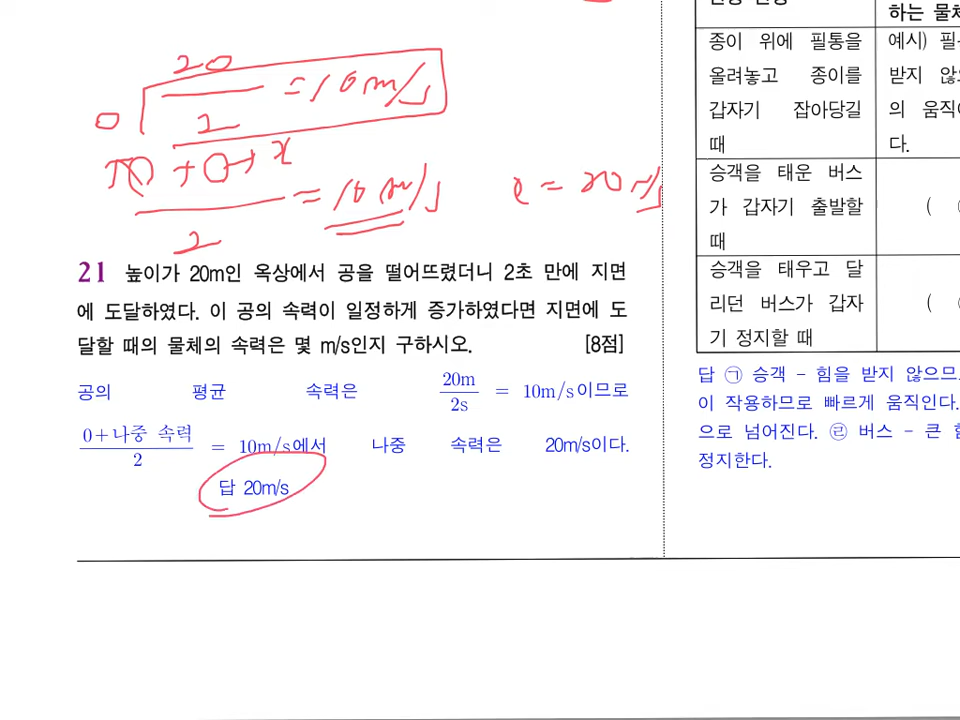 20
0 — = 10m/s
2
0+x
— = 10m/s
2
= 20
21 높이가 20m인 옥상에서 공을 떨어뜨렸더니 2초 만에 지면
에 도달하였다. 이 공의 속력이 일정하게 증가하였다면 지면에 도
달할 때의 물체의 속력은 몇 m/s인지 구하시오. [8점]
공의 평균 속력은 20m/2s = 10m/s이므로
0+나중 속력/2 = 10m/s에서 나중 속력은 20m/s이다.
답 20m/s
하는 물체
종이 위에 필통을
올려놓고 종이를
갑자기 잡아당길
때
예시) 필
받지 않으
의 움직이
다.
승객을 태운 버스
가 갑자기 출발할
때
(
승객을 태우고 달
리던 버스가 갑자
기 정지할 때
(
답 ㉠ 승객 - 힘을 받지 않으므로
이 작용하므로 빠르게 움직인다.
으로 넘어진다. ㉣ 버스 - 큰 힘
정지한다.